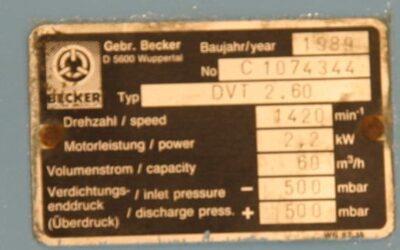 Gebr. Becker Baujahr/year 1989
D 5600 Wuppertal
No C 1074344
BECKER
Typ DVT 2.60
Drehzahl / speed 1420 min-1
Motorleistung / power 2,2 kW
Volumenstrom / capacity 60 m³/h
Verdichtungs- / inlet pressure − 500 mbar
enddruck
(Überdruck) / discharge press. + 500 mbar